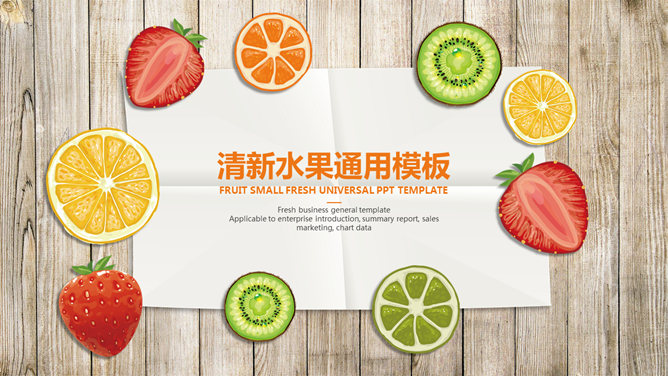 清新水果通用模板
FRUIT SMALL FRESH UNIVERSAL PPT TEMPLATE
Fresh business general template
Applicable to enterprise introduction, summary report, sales
marketing, chart data